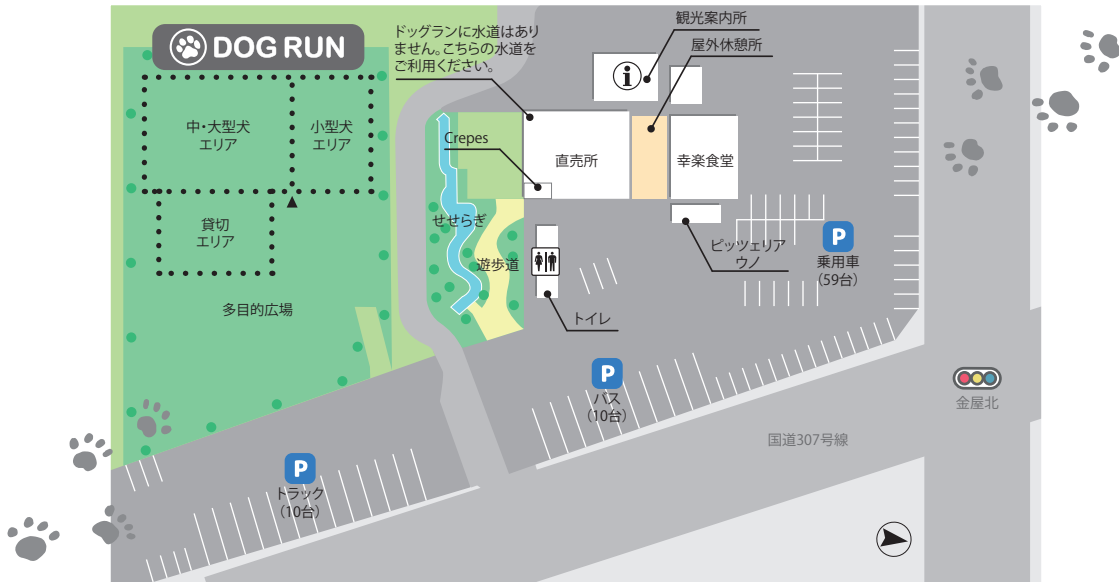 DOG RUN
ドッグランに水道はあり
ません。こちらの水道を
ご利用ください。
観光案内所
屋外休憩所
i
中・大型犬
エリア
小型犬
エリア
Crepes
直売所
幸楽食堂
貸切
エリア
せせらぎ
遊歩道
ピッツェリア
ウノ
P
乗用車
(59台)
多目的広場
トイレ
P
バス
(10台)
金屋北
国道307号線
P
トラック
(10台)